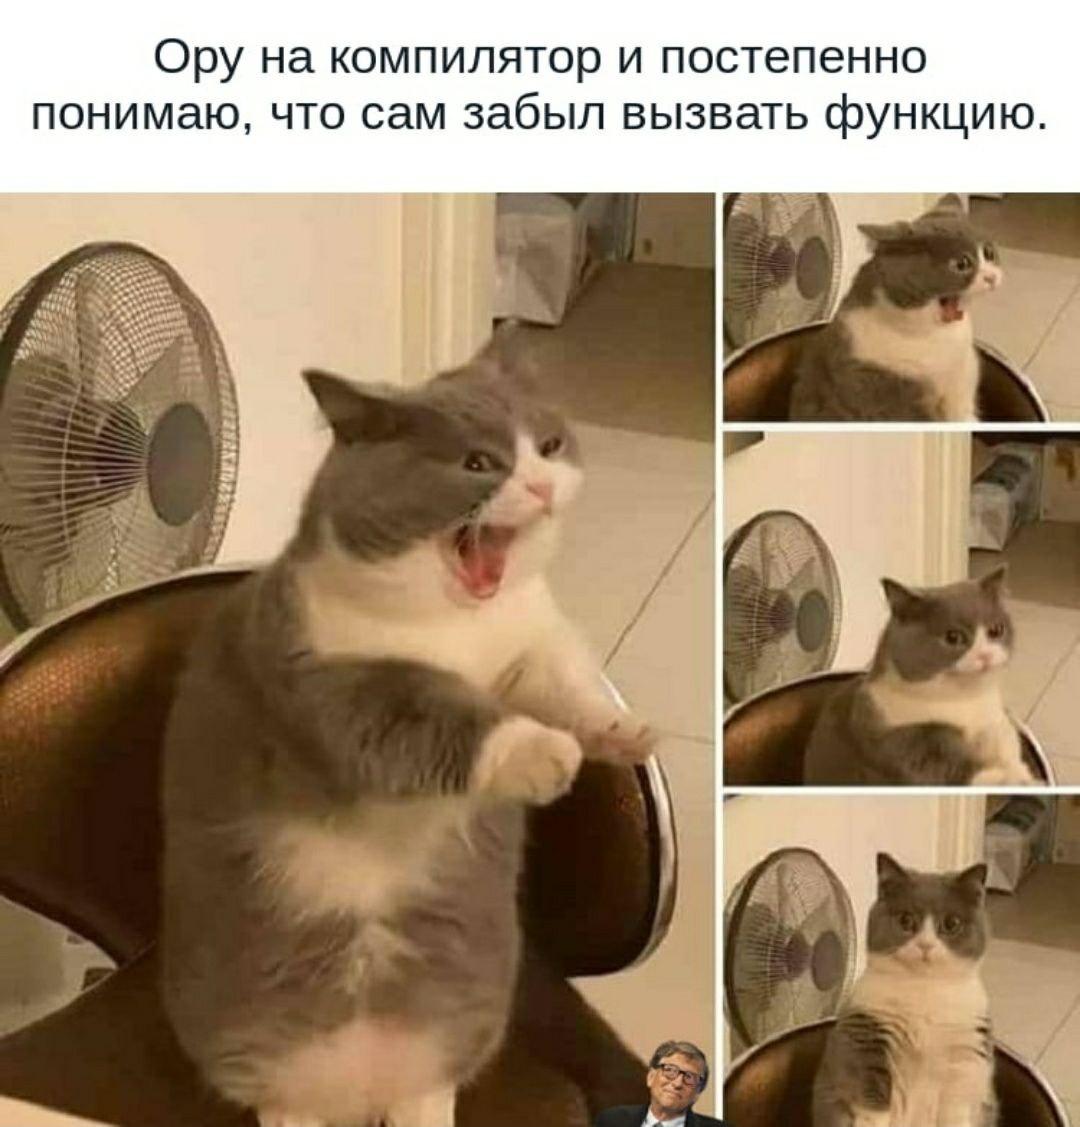 Ору на компилятор и постепенно
понимаю, что сам забыл вызвать функцию.